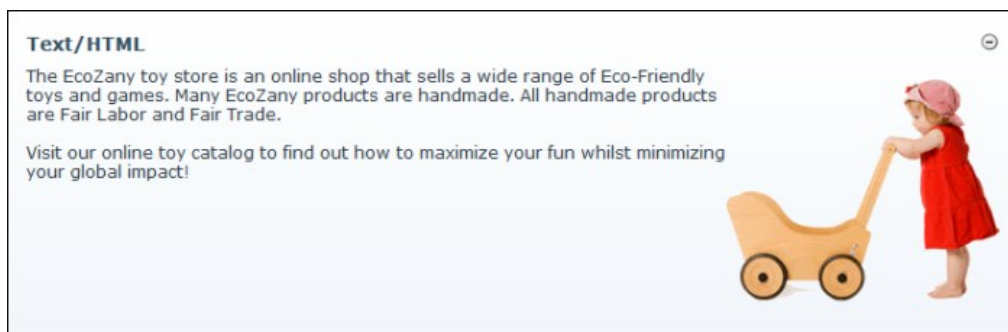 Text/HTML
The EcoZany toy store is an online shop that sells a wide range of Eco-Friendly
toys and games. Many EcoZany products are handmade. All handmade products
are Fair Labor and Fair Trade.
Visit our online toy catalog to find out how to maximize your fun whilst minimizing
your global impact!